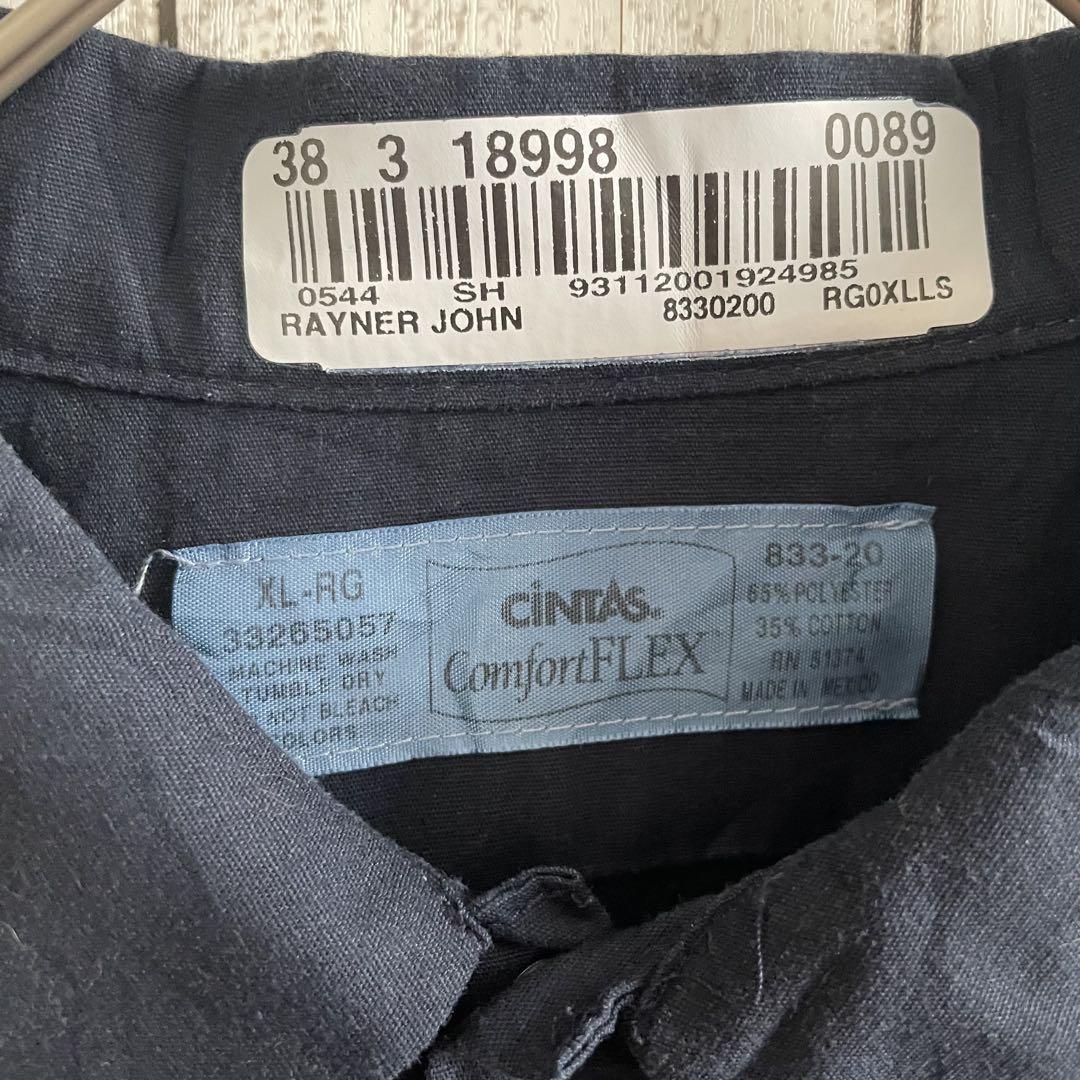 38 3 18998 0089
0544 SH 93112001924985
RAYNER JOHN 8330200 RG0XLLS
XL-RG
33265057
MACHINE WASH
TUMBLE DRY
NOT BLEACH
COLORS
CINTAS®
ComfortFLEX™
833-20
65% POLYESTER
35% COTTON
RN 81374
MADE IN MEXICO